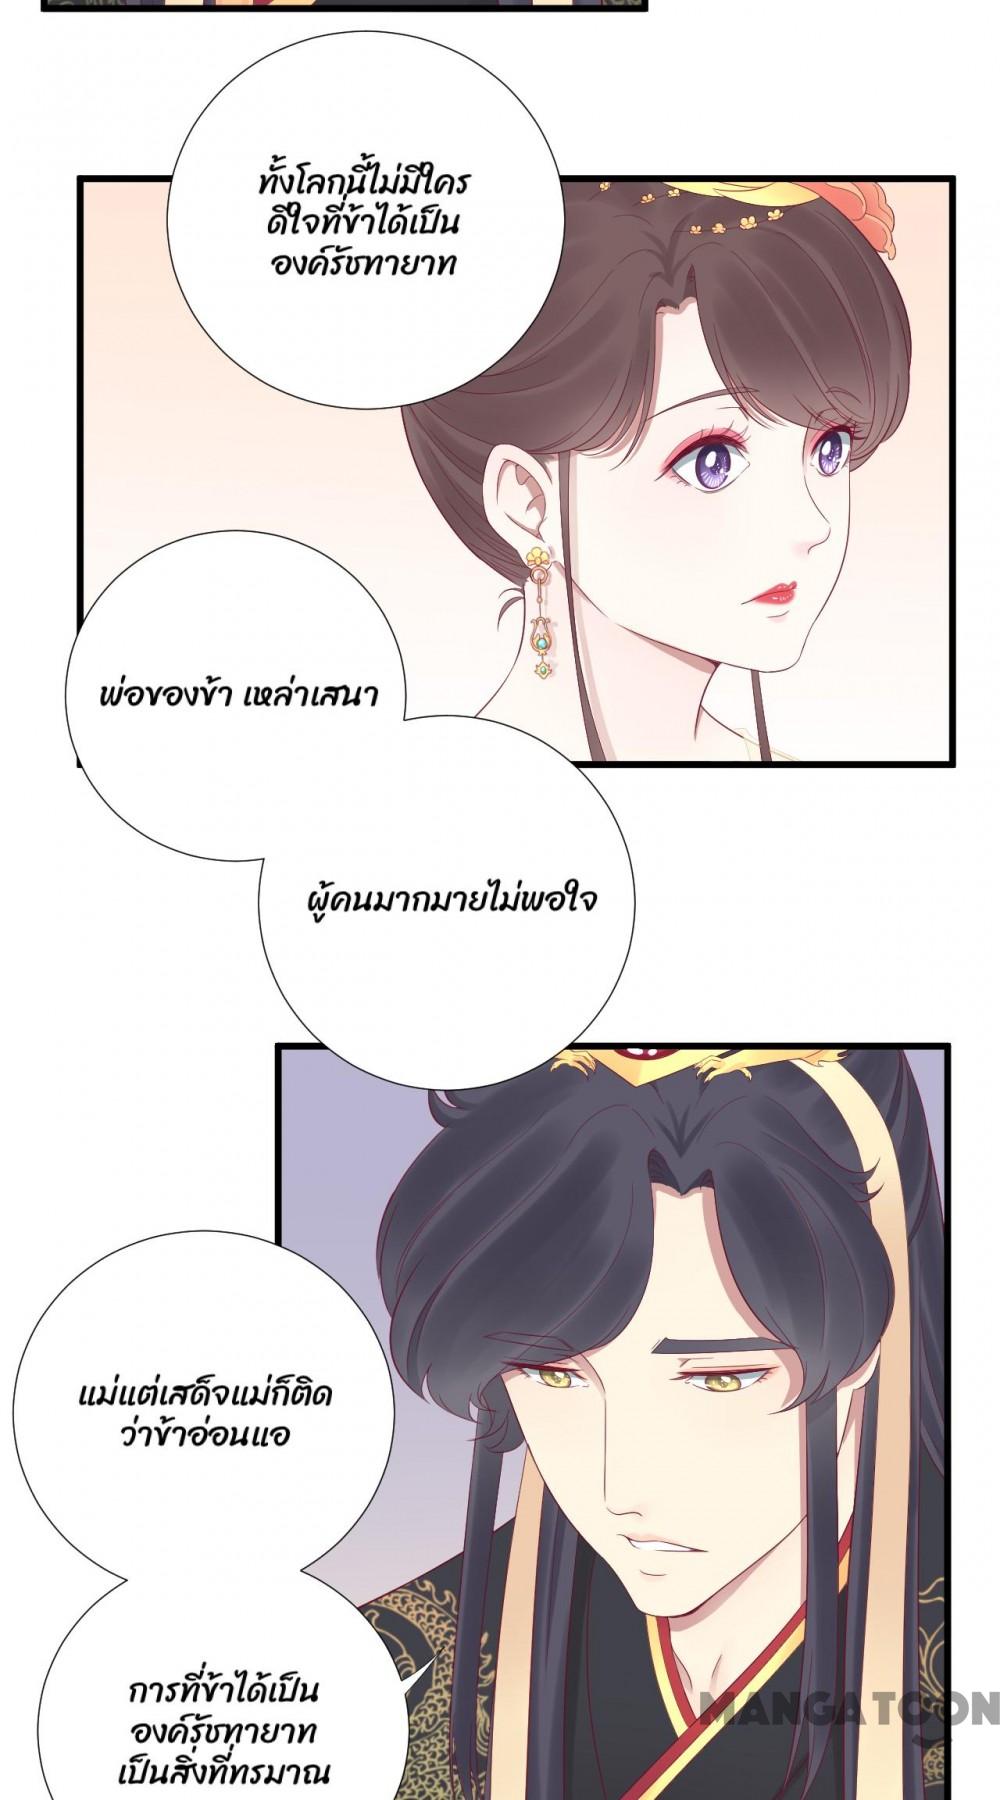 ทั้งโลกนี้ไม่มีใคร
ดีใจที่ข้าได้เป็น
องค์รัชทายาท
พ่อของข้า เหล่าเสนา
ผู้คนมากมายไม่พอใจ
แม่แต่เสด็จแม่ก็ติด
ว่าข้าอ่อนแอ
การที่ข้าได้เป็น
องค์รัชทายาท
เป็นสิ่งที่ทรมาณ
MANGATOON